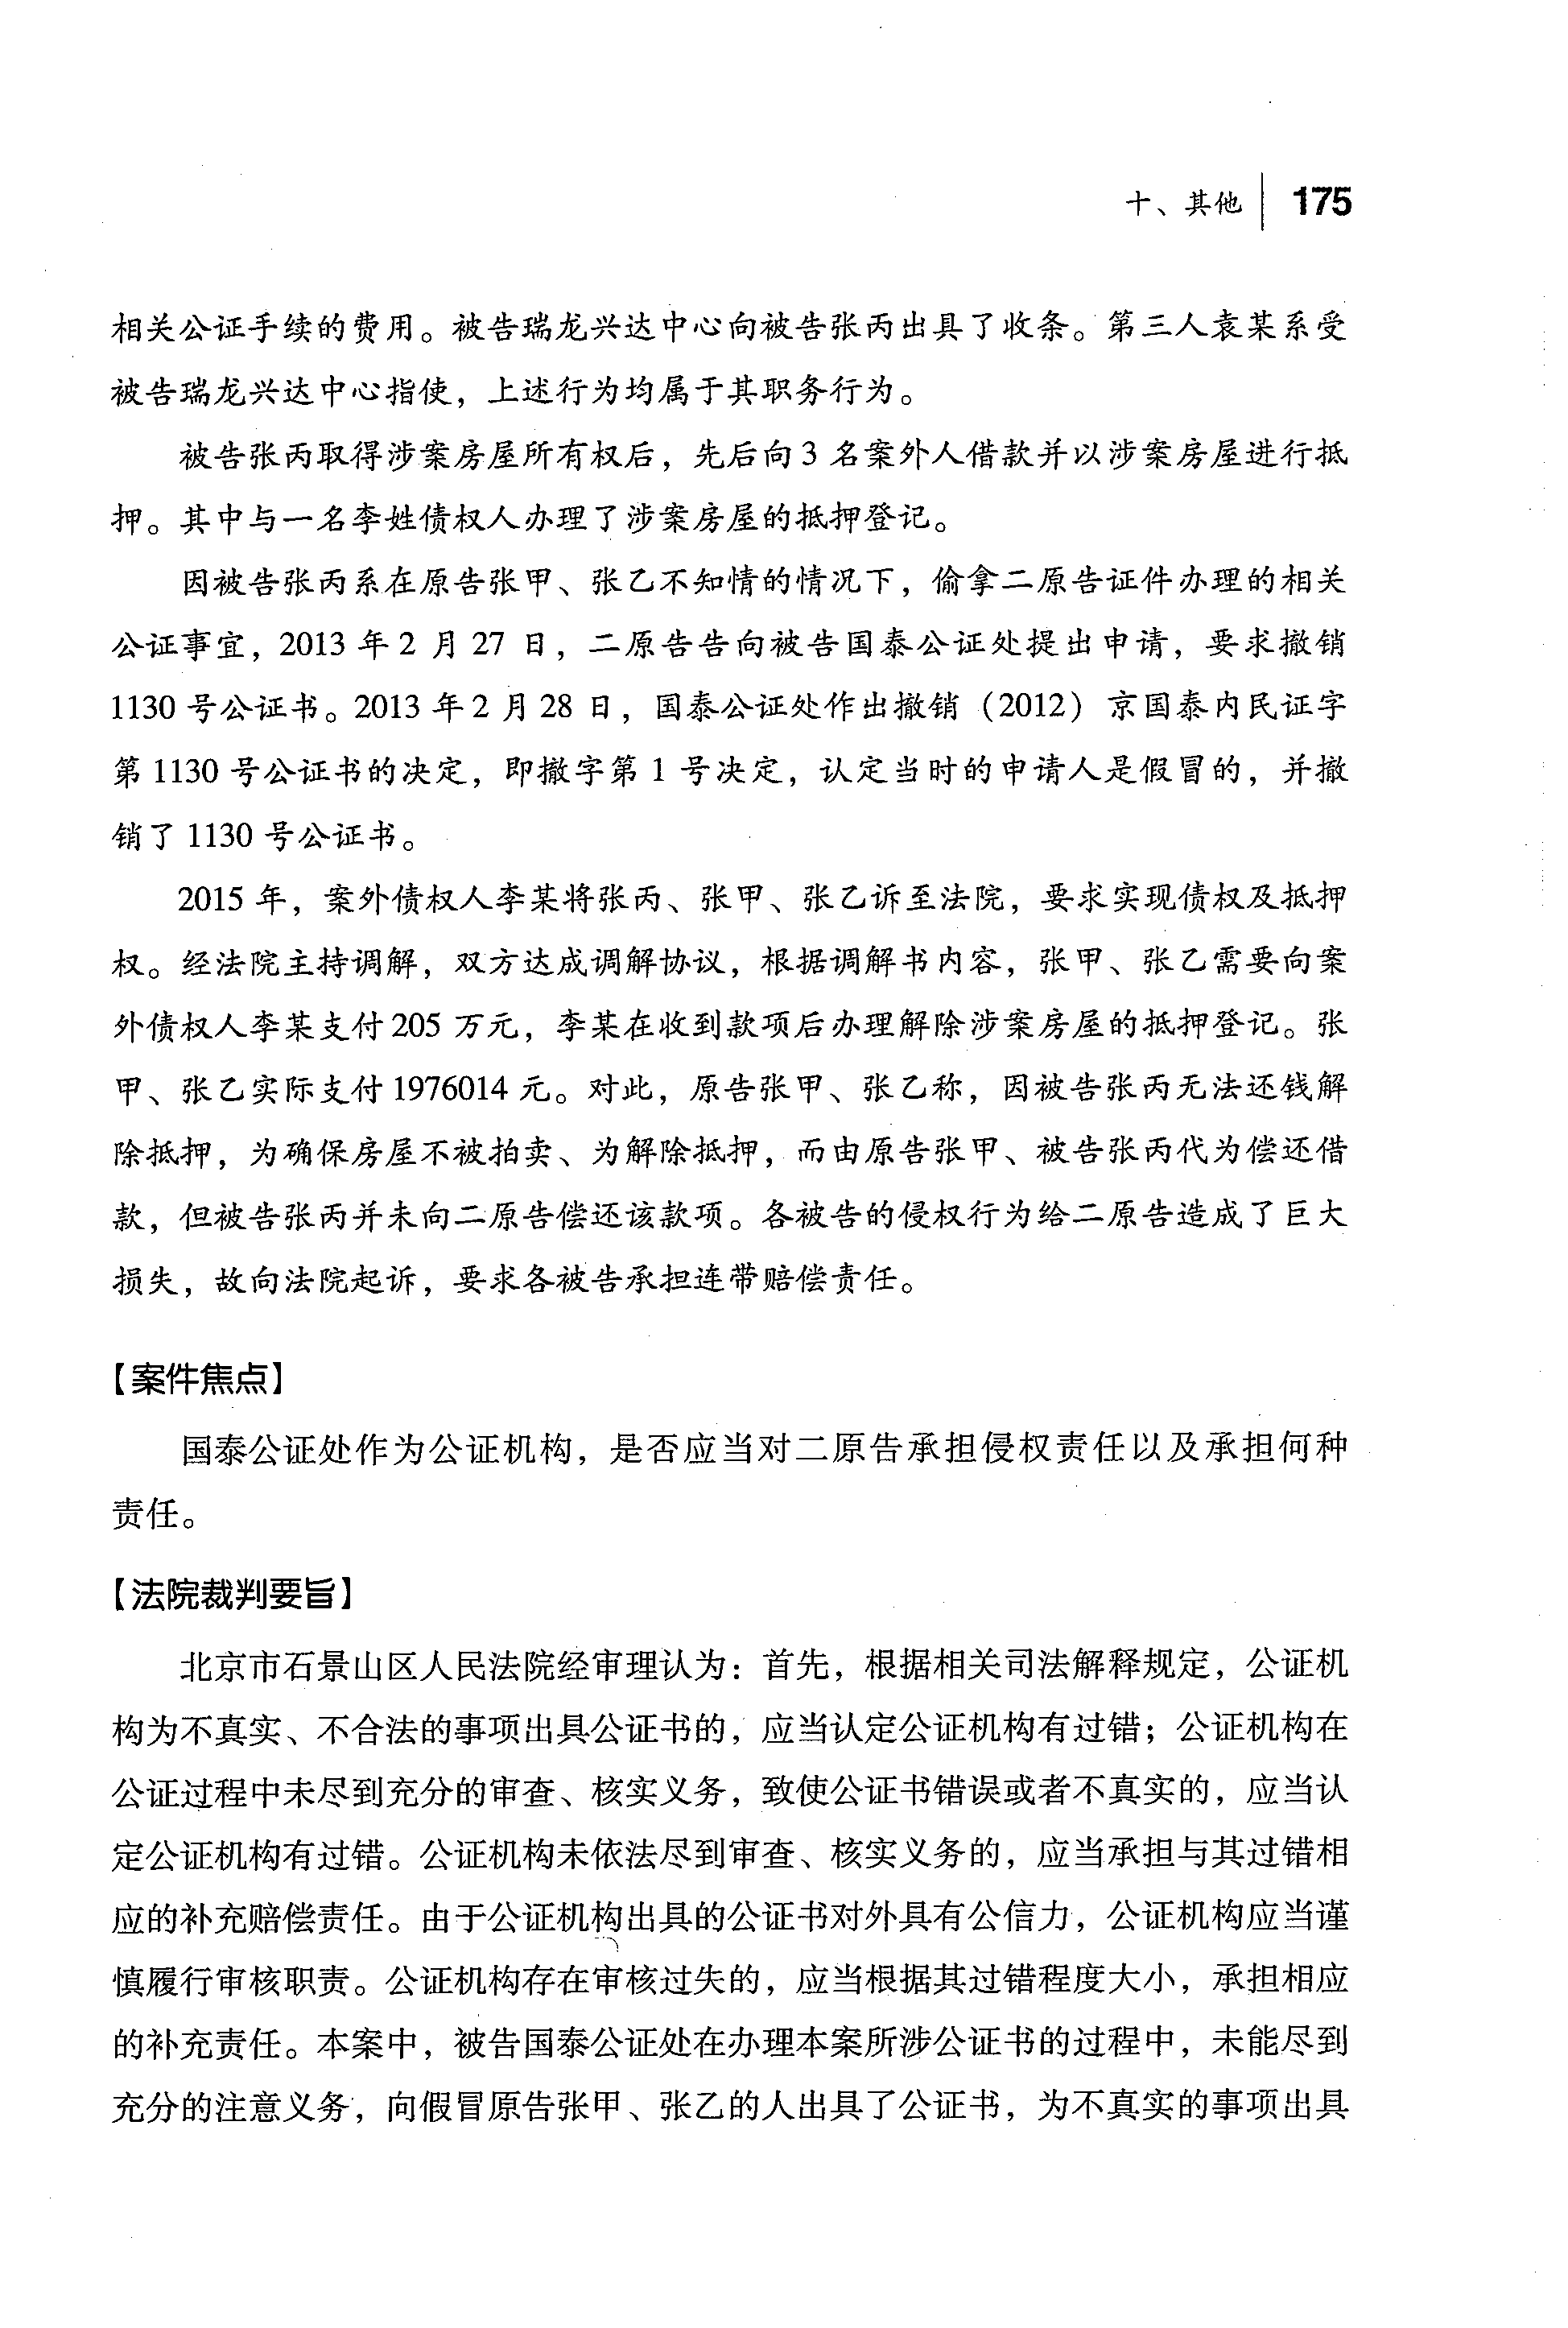 十、其他 175
相关公证手续的费用。被告瑞龙兴达中心向被告张丙出具了收条。第三人袁某系受
被告瑞龙兴达中心指使，上述行为均属于其职务行为。
被告张丙取得涉案房屋所有权后，先后向3 名案外人借款并以涉案房屋进行抵
押。其中与一名李姓债权人办理了涉案房屋的抵押登记。
因被告张丙系在原告张甲、张乙不知情的情况下，偷拿二原告证件办理的相关
公证事宜，2013 年 2 月 27 日，二原告告向被告国泰公证处提出申请，要求撤销
1130 号公证书。2013 年 2 月 28 日，国泰公证处作出撤销（2012）京国泰内民证字
第 1130 号公证书的决定，即撤字第 1 号决定，认定当时的申请人是假冒的，并撤
销了 1130 号公证书。
2015 年，案外债权人李某将张丙、张甲、张乙诉至法院，要求实现债权及抵押
权。经法院主持调解，双方达成调解协议，根据调解书内容，张甲、张乙需要向案
外债权人李某支付 205 万元，李某在收到款项后办理解除涉案房屋的抵押登记。张
甲、张乙实际支付 1976014 元。对此，原告张甲、张乙称，因被告张丙无法还钱解
除抵押，为确保房屋不被拍卖、为解除抵押，而由原告张甲、被告张丙代为偿还借
款，但被告张丙并未向二原告偿还该款项。各被告的侵权行为给二原告造成了巨大
损失，故向法院起诉，要求各被告承担连带赔偿责任。
【案件焦点】
国泰公证处作为公证机构，是否应当对二原告承担侵权责任以及承担何种
责任。
【法院裁判要旨】
北京市石景山区人民法院经审理认为：首先，根据相关司法解释规定，公证机
构为不真实、不合法的事项出具公证书的，应当认定公证机构有过错；公证机构在
公证过程中未尽到充分的审查、核实义务，致使公证书错误或者不真实的，应当认
定公证机构有过错。公证机构未依法尽到审查、核实义务的，应当承担与其过错相
应的补充赔偿责任。由于公证机构出具的公证书对外具有公信力，公证机构应当谨
慎履行审核职责。公证机构存在审核过失的，应当根据其过错程度大小，承担相应
的补充责任。本案中，被告国泰公证处在办理本案所涉公证书的过程中，未能尽到
充分的注意义务，向假冒原告张甲、张乙的人出具了公证书，为不真实的事项出具